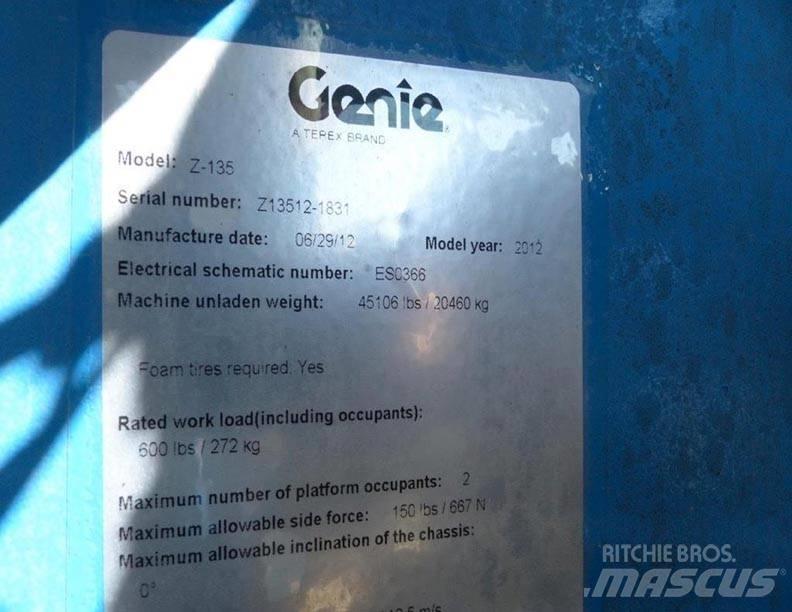 Genie
A TEREX BRAND
Model: Z-135
Serial number: Z13512-1831
Manufacture date: 06/29/12 Model year: 2012
Electrical schematic number: ES0366
Machine unladen weight: 45106 lbs / 20460 kg
Foam tires required: Yes
Rated work load(including occupants):
600 lbs / 272 kg
Maximum number of platform occupants: 2
Maximum allowable side force: 150 lbs / 667 N
Maximum allowable inclination of the chassis:
0°
m/s
RITCHIE BROS.
MASCUS